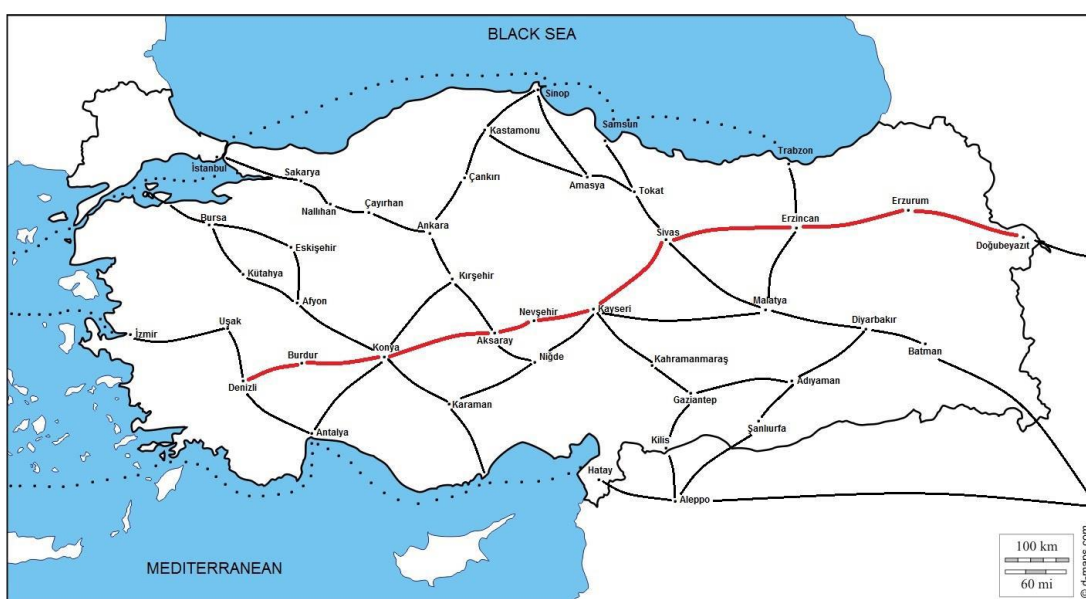 BLACK SEA
Sinop
Kastamonu
Samsun
Trabzon
İstanbul
Sakarya
Çankırı
Amasya
Tokat
Nallıhan
Çayırhan
Erzurum
Bursa
Ankara
Sivas
Erzincan
Doğubeyazıt
Eskişehir
Kütahya
Kırşehir
Afyon
Nevşehir
Kayseri
Malatya
Diyarbakır
İzmir
Uşak
Konya
Aksaray
Batman
Burdur
Niğde
Kahramanmaraş
Denizli
Adıyaman
Karaman
Gaziantep
Antalya
Şanlıurfa
Kilis
Hatay
Aleppo
MEDITERRANEAN
100 km
60 mi
© d-maps.com